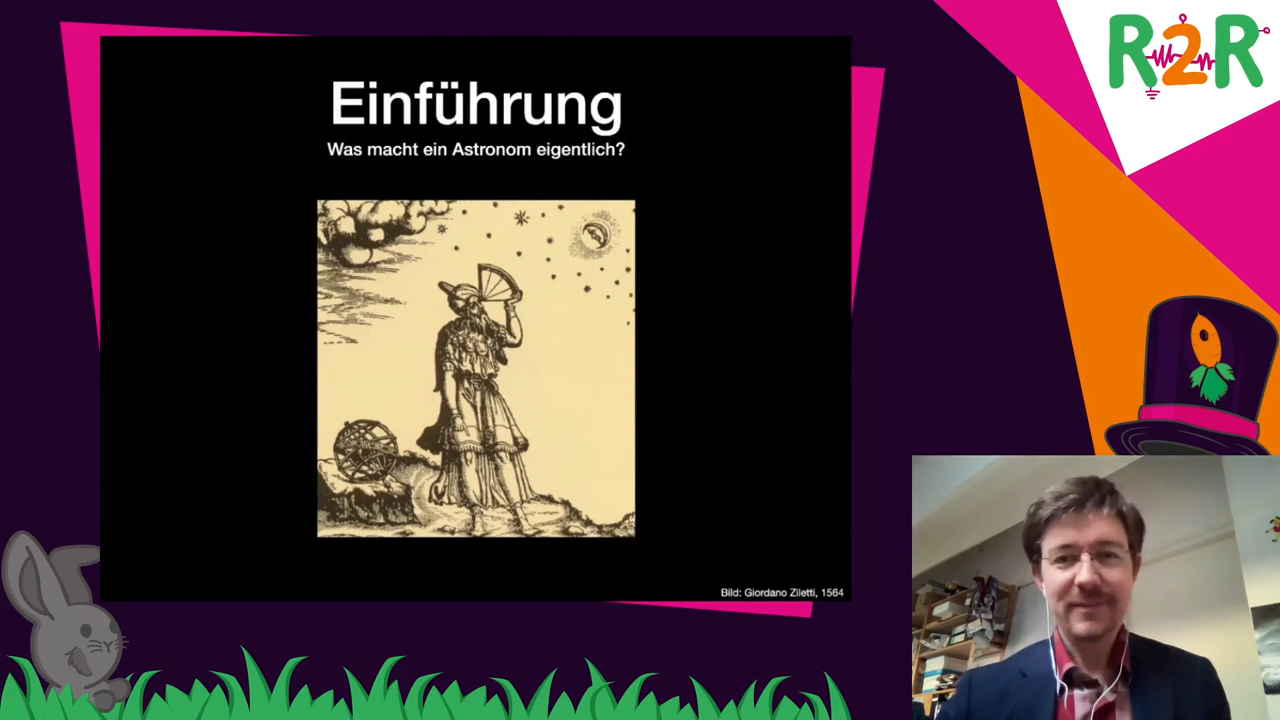 R2R
Einführung
Was macht ein Astronom eigentlich?
Bild: Giordano Ziletti, 1564